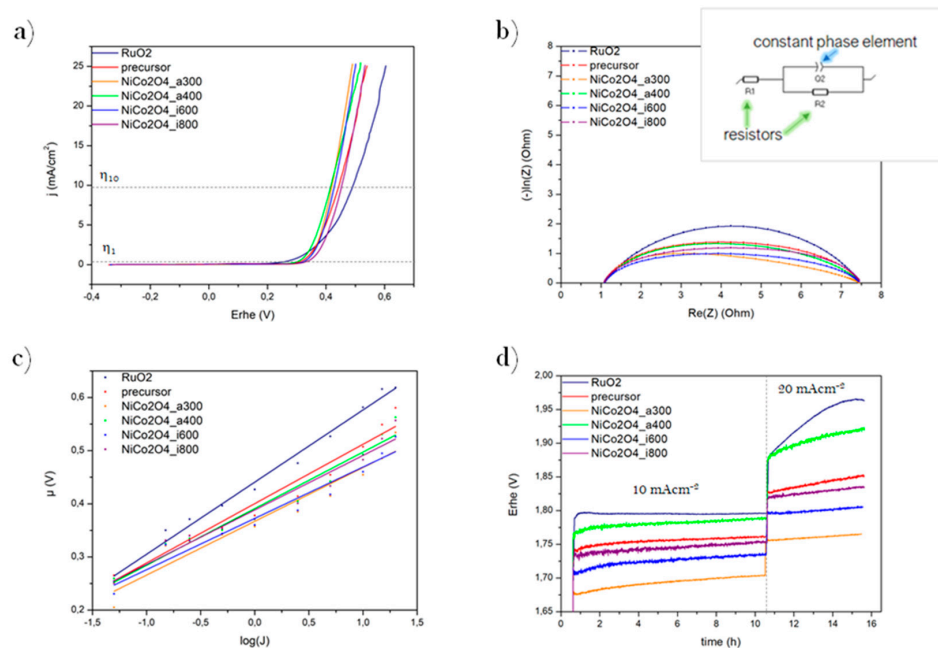 a)
RuO2
precursor
NiCo2O4_a300
NiCo2O4_a400
NiCo2O4_i600
NiCo2O4_i800
η10
η1
j (mA/cm²)
25
20
15
10
5
0
-0,4 -0,2 0,0 0,2 0,4 0,6
Erhe (V)
b)
RuO2
precursor
NiCo2O4_a300
NiCo2O4_a400
NiCo2O4_i600
NiCo2O4_i800
constant phase element
R1
Q2
R2
resistors
(-)In(Z) (Ohm)
8
7
6
5
4
3
2
1
0
0 1 2 3 4 5 6 7 8
Re(Z) (Ohm)
c)
RuO2
precursor
NiCo2O4_a300
NiCo2O4_a400
NiCo2O4_i600
NiCo2O4_i800
μ (V)
0,7
0,6
0,5
0,4
0,3
0,2
-1,5 -1,0 -0,5 0,0 0,5 1,0 1,5
log(J)
d)
RuO2
precursor
NiCo2O4_a300
NiCo2O4_a400
NiCo2O4_i600
NiCo2O4_i800
20 mAcm⁻²
10 mAcm⁻²
Erhe (V)
2,00
1,95
1,90
1,85
1,80
1,75
1,70
1,65
0 2 4 6 8 10 12 14 16
time (h)